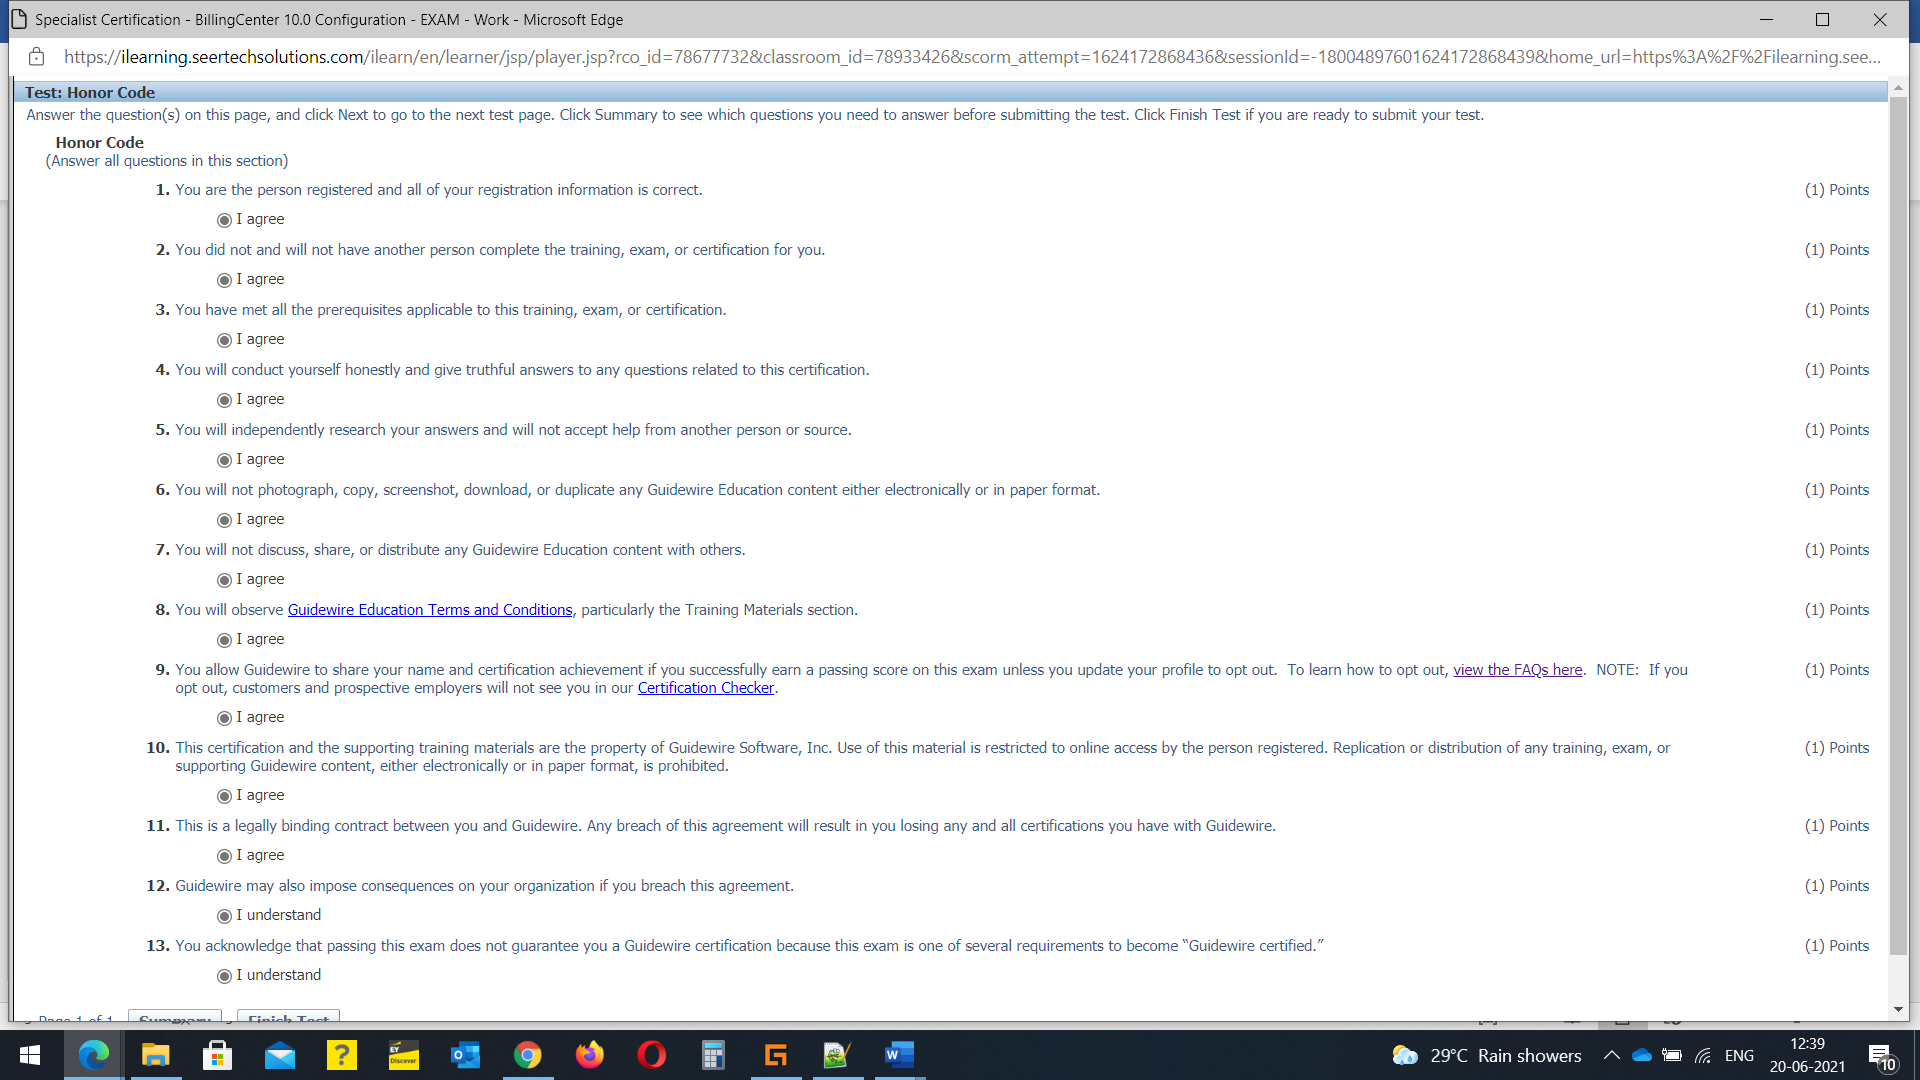 Specialist Certification - BillingCenter 10.0 Configuration - EXAM - Work - Microsoft Edge
https://ilearning.seertechsolutions.com/ilearn/en/learner/jsp/player.jsp?rco_id=78677732&classroom_id=78933426&scorm_attempt=1624172868436&sessionId=-18004897601624172868439&home_url=https%3A%2F%2Filearning.see...
Test: Honor Code
Answer the question(s) on this page, and click Next to go to the next test page. Click Summary to see which questions you need to answer before submitting the test. Click Finish Test if you are ready to submit your test.
Honor Code
(Answer all questions in this section)
1. You are the person registered and all of your registration information is correct. (1) Points
I agree
2. You did not and will not have another person complete the training, exam, or certification for you. (1) Points
I agree
3. You have met all the prerequisites applicable to this training, exam, or certification. (1) Points
I agree
4. You will conduct yourself honestly and give truthful answers to any questions related to this certification. (1) Points
I agree
5. You will independently research your answers and will not accept help from another person or source. (1) Points
I agree
6. You will not photograph, copy, screenshot, download, or duplicate any Guidewire Education content either electronically or in paper format. (1) Points
I agree
7. You will not discuss, share, or distribute any Guidewire Education content with others. (1) Points
I agree
8. You will observe Guidewire Education Terms and Conditions, particularly the Training Materials section. (1) Points
I agree
9. You allow Guidewire to share your name and certification achievement if you successfully earn a passing score on this exam unless you update your profile to opt out. To learn how to opt out, view the FAQs here. NOTE: If you (1) Points
opt out, customers and prospective employers will not see you in our Certification Checker.
I agree
10. This certification and the supporting training materials are the property of Guidewire Software, Inc. Use of this material is restricted to online access by the person registered. Replication or distribution of any training, exam, or (1) Points
supporting Guidewire content, either electronically or in paper format, is prohibited.
I agree
11. This is a legally binding contract between you and Guidewire. Any breach of this agreement will result in you losing any and all certifications you have with Guidewire. (1) Points
I agree
12. Guidewire may also impose consequences on your organization if you breach this agreement. (1) Points
I understand
13. You acknowledge that passing this exam does not guarantee you a Guidewire certification because this exam is one of several requirements to become “Guidewire certified.” (1) Points
I understand
Page 1 of 1 Summary Finish Test
EY Discover
29°C Rain showers ENG 12:39
20-06-2021 10